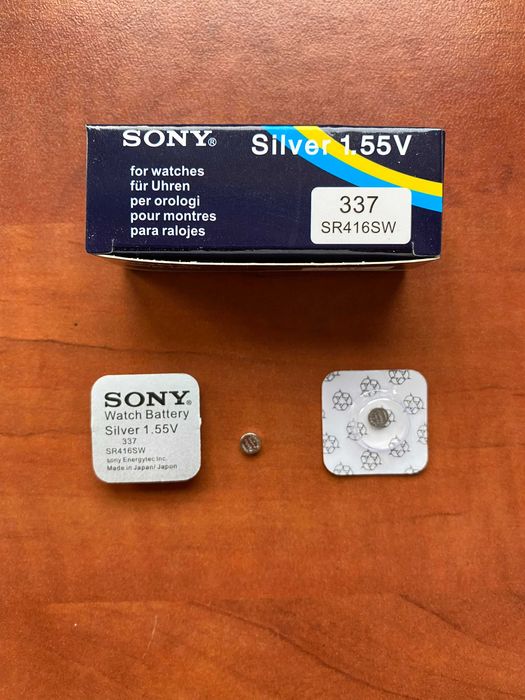 SONY® Silver 1.55V
for watches
für Uhren
per orologi
pour montres
para ralojes
337
SR416SW
SONY®
Watch Battery
Silver 1.55V
337
SR416SW
sony Energytec Inc.
Made in Japan/ Japon